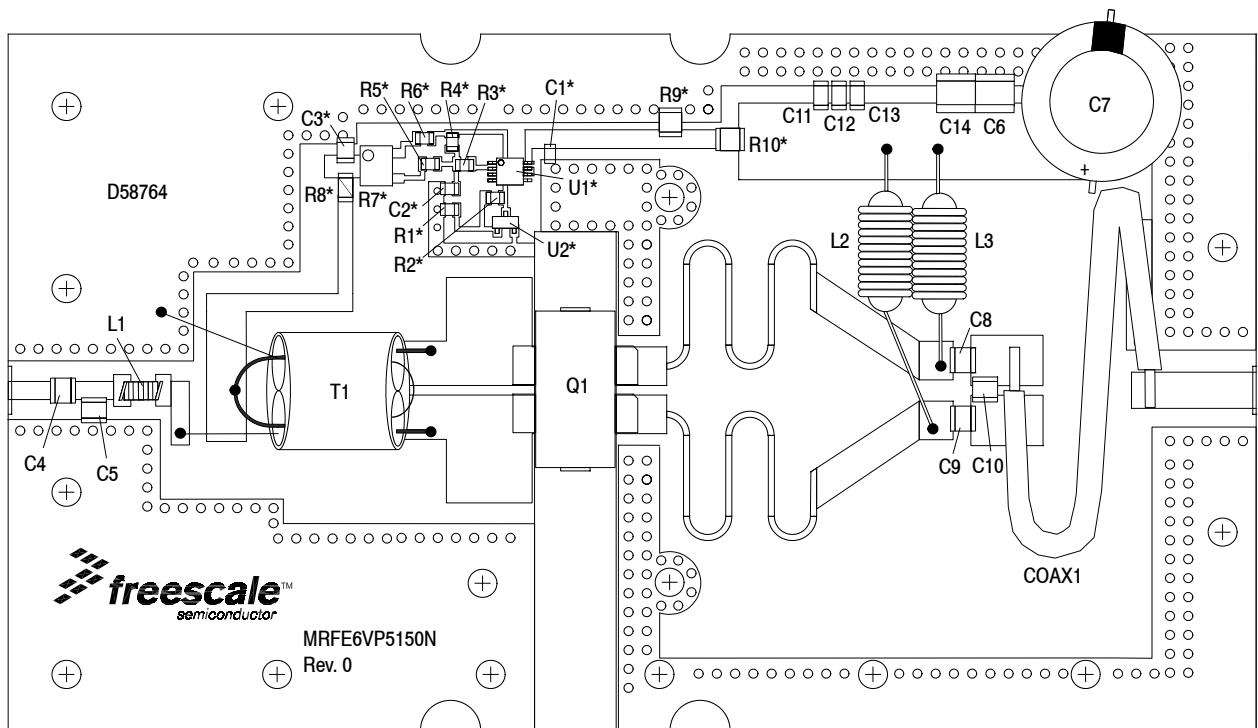 R5*
R6*
R4*
R3*
C1*
R9*
C3*
C11
C12
C13
C14
C6
C7
+
R10*
D58764
R8*
R7*
C2*
R1*
R2*
U1*
U2*
L2
L3
L1
T1
Q1
C8
C4
C5
C9
C10
COAX1
freescale™
semiconductor
MRFE6VP5150N
Rev. 0